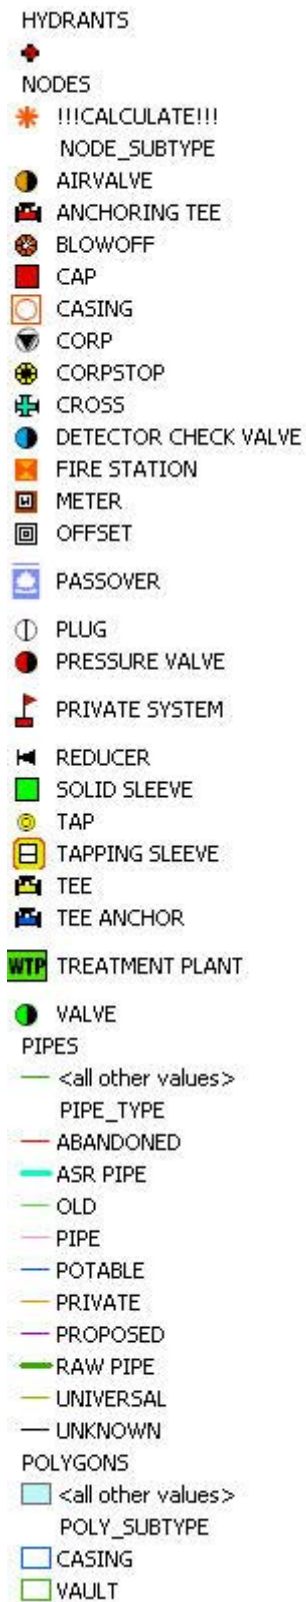 HYDRANTS
NODES
!!!CALCULATE!!!
NODE_SUBTYPE
AIRVALVE
ANCHORING TEE
BLOWOFF
CAP
CASING
CORP
CORPSTOP
CROSS
DETECTOR CHECK VALVE
FIRE STATION
METER
OFFSET
PASSOVER
PLUG
PRESSURE VALVE
PRIVATE SYSTEM
REDUCER
SOLID SLEEVE
TAP
TAPPING SLEEVE
TEE
TEE ANCHOR
WTP TREATMENT PLANT
VALVE
PIPES
<all other values>
PIPE_TYPE
ABANDONED
ASR PIPE
OLD
PIPE
POTABLE
PRIVATE
PROPOSED
RAW PIPE
UNIVERSAL
UNKNOWN
POLYGONS
<all other values>
POLY_SUBTYPE
CASING
VAULT